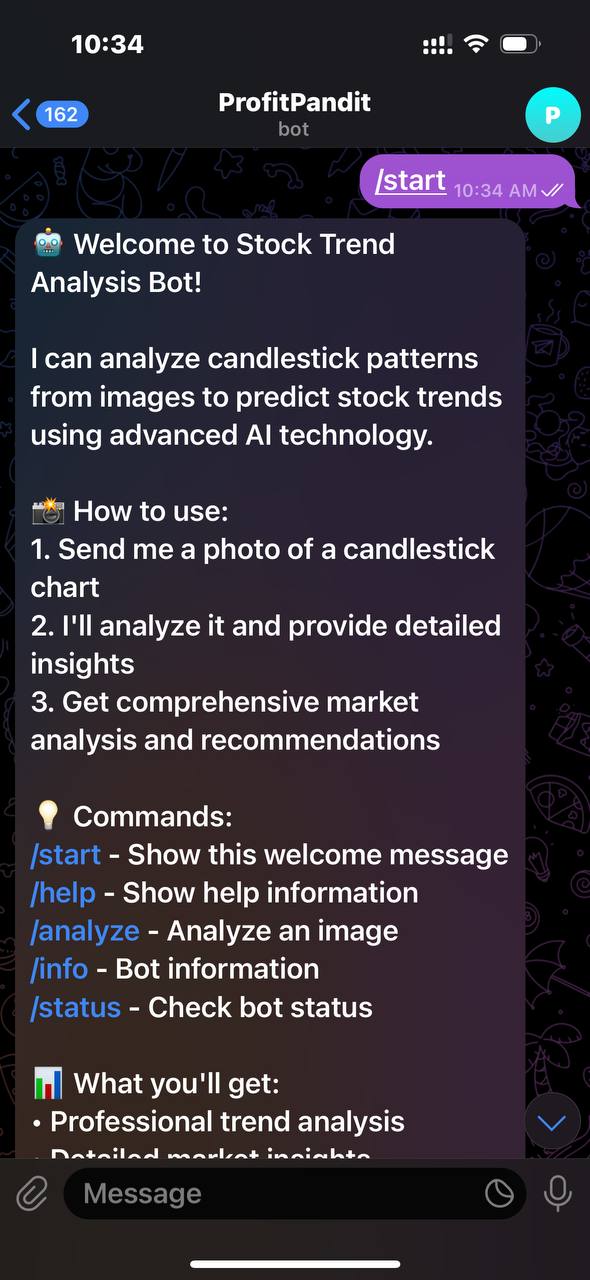 10:34
162
ProfitPandit
bot
P
/start 10:34 AM
🤖 Welcome to Stock Trend
Analysis Bot!
I can analyze candlestick patterns
from images to predict stock trends
using advanced AI technology.
📸 How to use:
1. Send me a photo of a candlestick
chart
2. I'll analyze it and provide detailed
insights
3. Get comprehensive market
analysis and recommendations
💡 Commands:
/start - Show this welcome message
/help - Show help information
/analyze - Analyze an image
/info - Bot information
/status - Check bot status
📊 What you'll get:
• Professional trend analysis
• Detailed market insights
Message